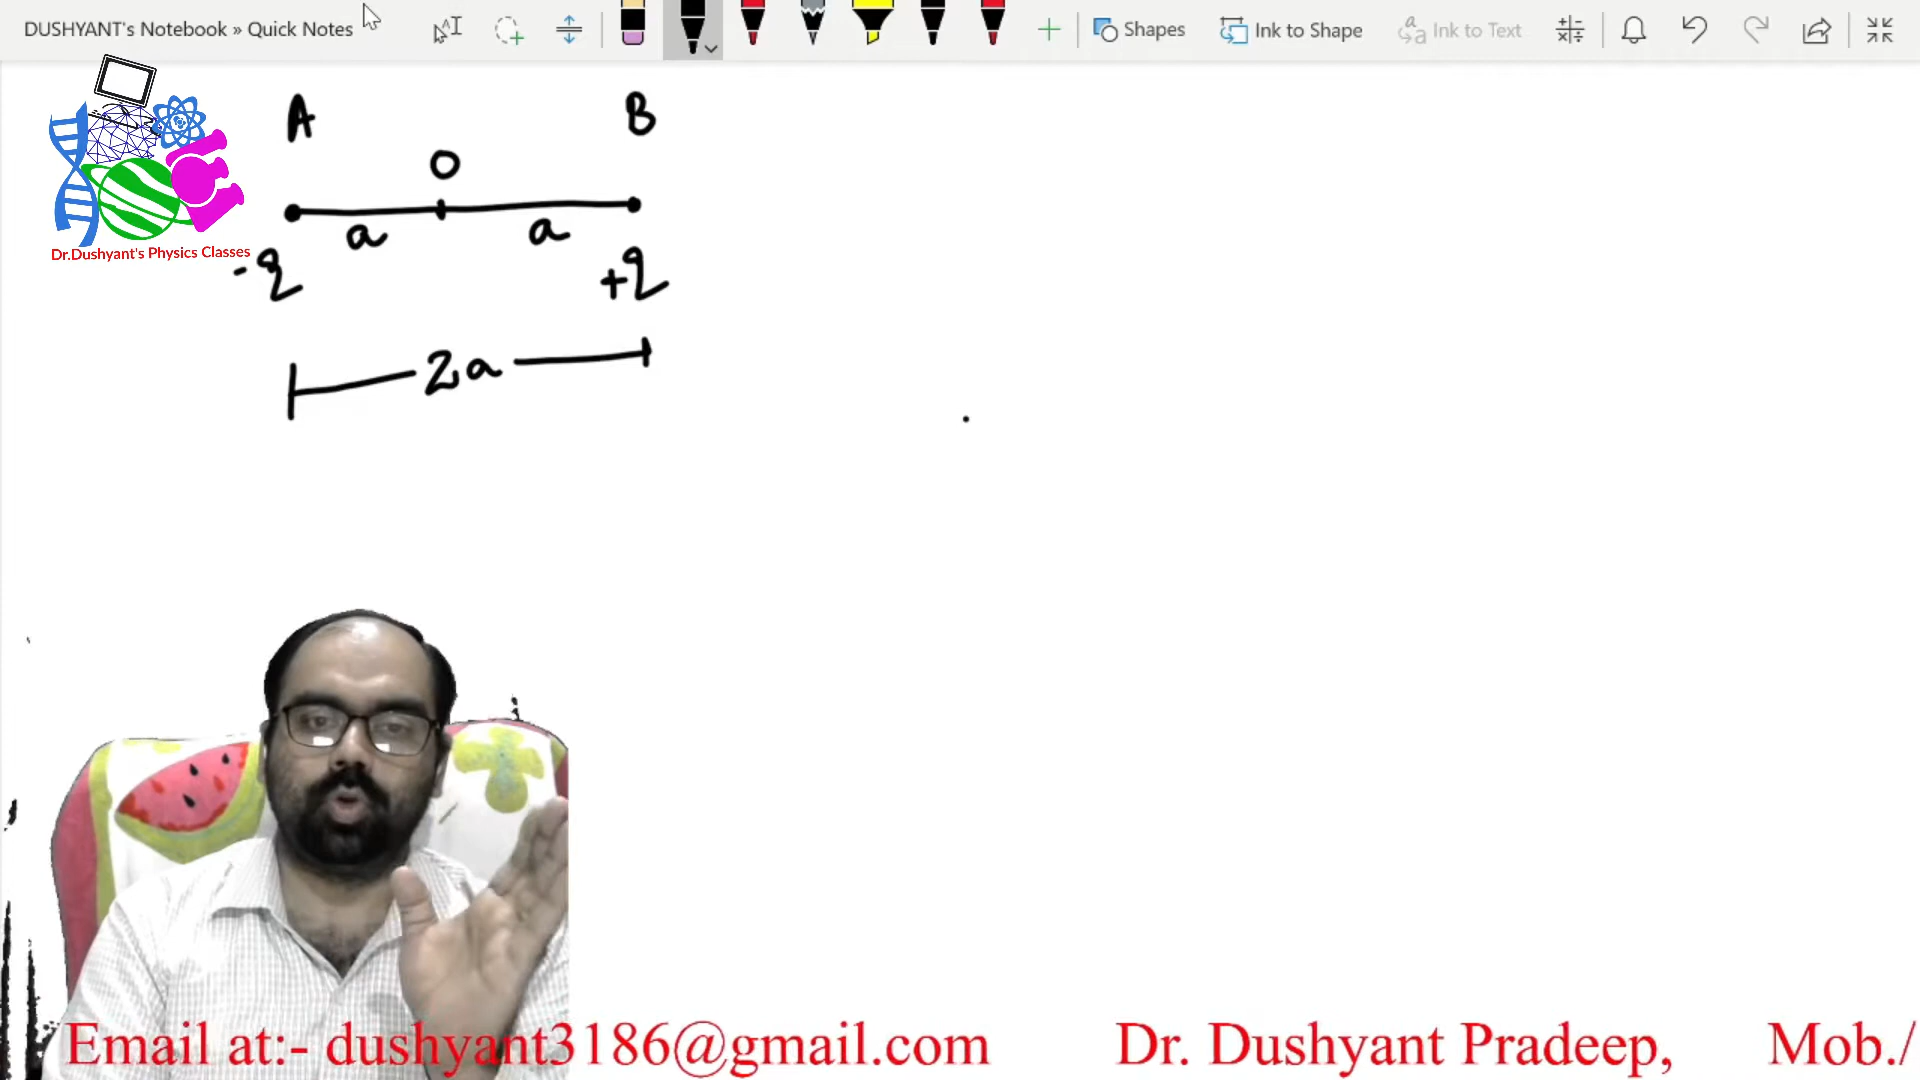 DUSHYANT's Notebook » Quick Notes
Shapes
Ink to Shape
Ink to Text
A B
O
a a
Dr.Dushyant's Physics Classes
-q +q
2a
Email at:- dushyant3186@gmail.com Dr. Dushyant Pradeep, Mob./